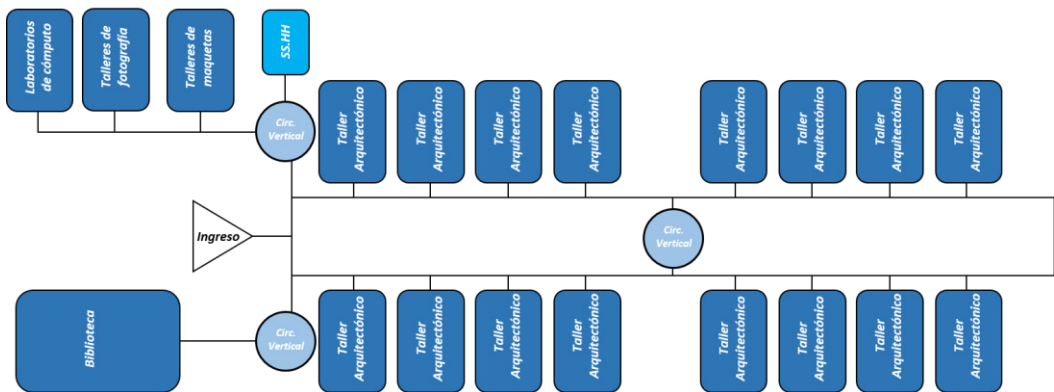 Laboratorios
de cómputo
Talleres de
fotografía
Talleres de
maquetas
SS.HH
Circ.
Vertical
Taller
Arquitectónico
Taller
Arquitectónico
Taller
Arquitectónico
Taller
Arquitectónico
Taller
Arquitectónico
Taller
Arquitectónico
Taller
Arquitectónico
Taller
Arquitectónico
Ingreso
Circ.
Vertical
Biblioteca
Circ.
Vertical
Taller
Arquitectónico
Taller
Arquitectónico
Taller
Arquitectónico
Taller
Arquitectónico
Taller
Arquitectónico
Taller
Arquitectónico
Taller
Arquitectónico
Taller
Arquitectónico